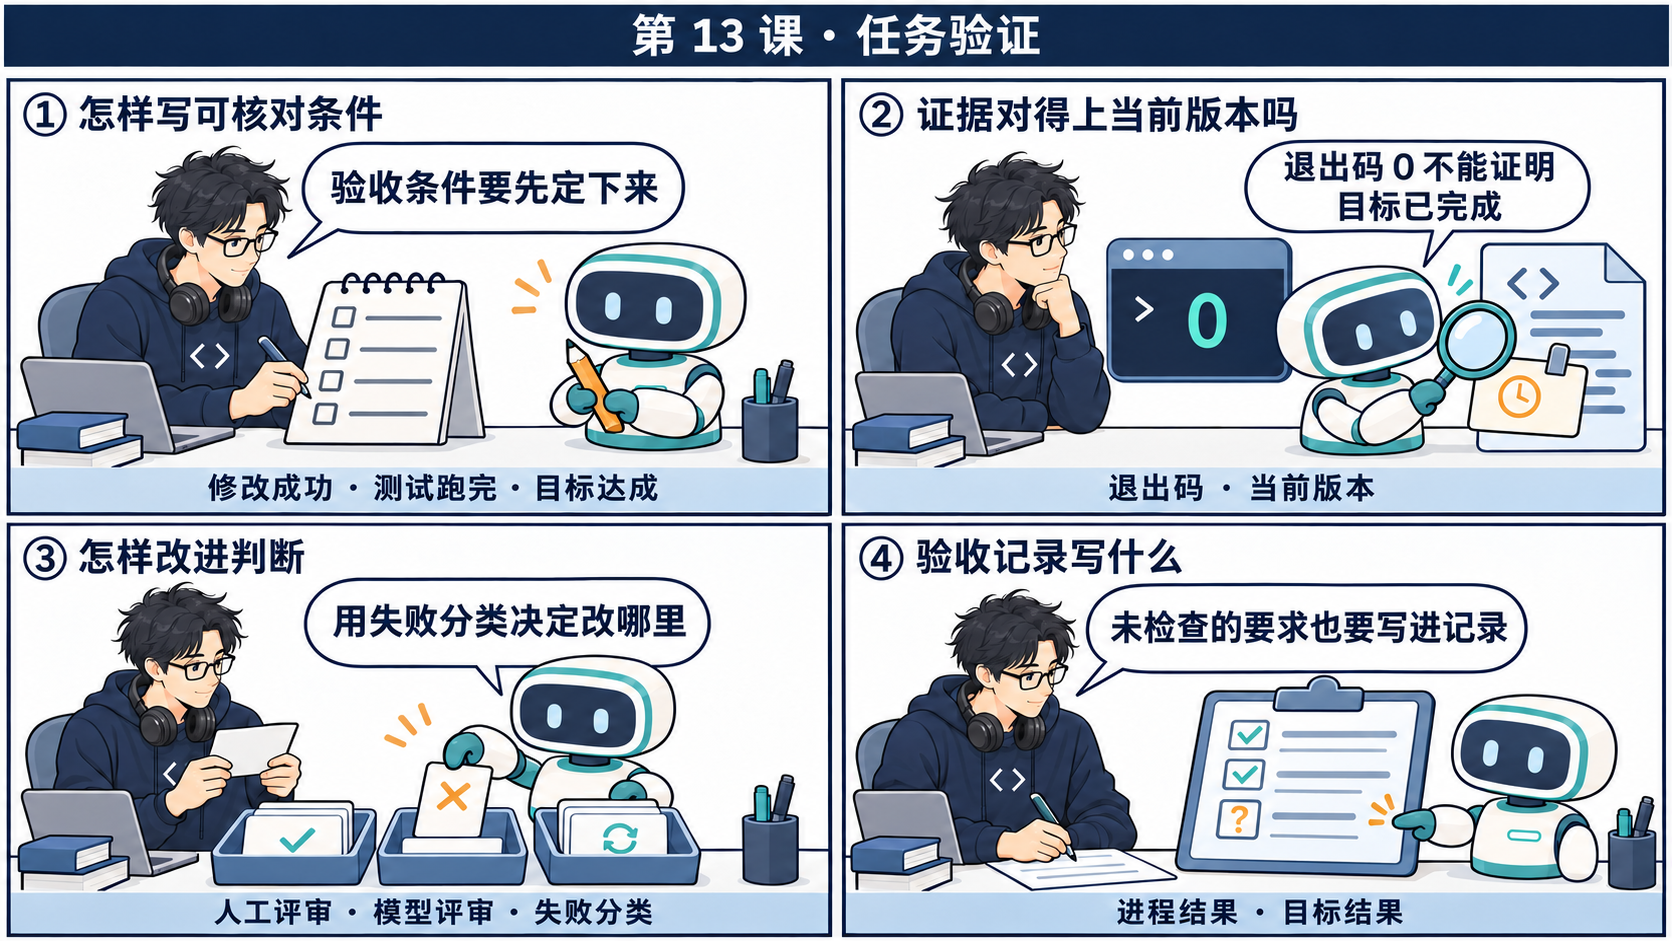 第 13 课·任务验证
① 怎样写可核对条件
验收条件要先定下来
< >
修改成功 · 测试跑完 · 目标达成
② 证据对得上当前版本吗
退出码 0 不能证明
目标已完成
> 0
< >
< >
退出码 · 当前版本
③ 怎样改进判断
用失败分类决定改哪里
<
人工评审 · 模型评审 · 失败分类
④ 验收记录写什么
未检查的要求也要写进记录
< >
?
进程结果 · 目标结果